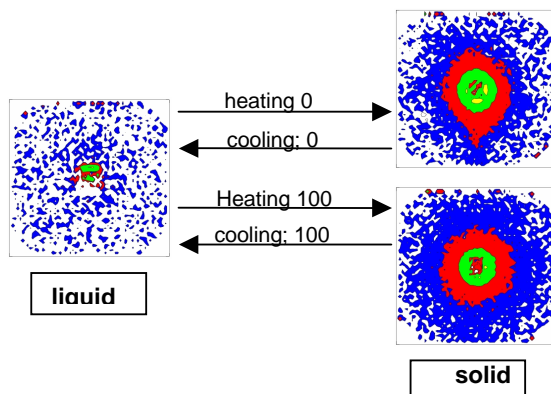 heating 0
cooling; 0
Heating 100
cooling; 100
liquid
solid